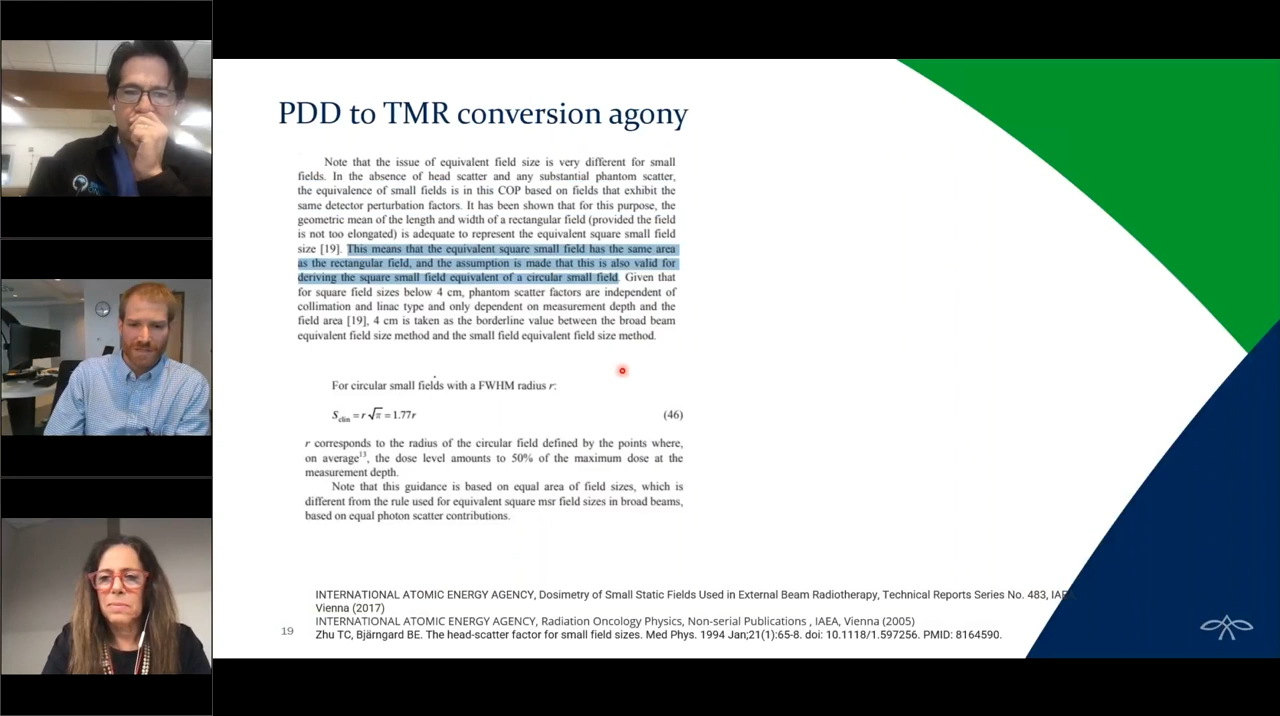 PDD to TMR conversion agony
Note that the issue of equivalent field size is very different for small
fields. In the absence of head scatter and any substantial phantom scatter,
the equivalence of small fields is in this COP based on fields that exhibit the
same detector perturbation factors. It has been shown that for this purpose, the
geometric mean of the length and width of a rectangular field (provided the field
is not too elongated) is adequate to represent the equivalent square small field
size [19]. This means that the equivalent square small field has the same area
as the rectangular field, and the assumption is made that this is also valid for
deriving the square small field equivalent of a circular small field. Given that
for square field sizes below 4 cm, phantom scatter factors are independent of
collimation and linac type and only dependent on measurement depth and the
field area [19], 4 cm is taken as the borderline value between the broad beam
equivalent field size method and the small field equivalent field size method.
For circular small fields with a FWHM radius r:
S_clin = r√π = 1.77r (46)
r corresponds to the radius of the circular field defined by the points where,
on average¹³, the dose level amounts to 50% of the maximum dose at the
measurement depth.
Note that this guidance is based on equal area of field sizes, which is
different from the rule used for equivalent square msr field sizes in broad beams,
based on equal photon scatter contributions.
INTERNATIONAL ATOMIC ENERGY AGENCY, Dosimetry of Small Static Fields Used in External Beam Radiotherapy, Technical Reports Series No. 483, IAEA,
Vienna (2017)
INTERNATIONAL ATOMIC ENERGY AGENCY, Radiation Oncology Physics, Non-serial Publications , IAEA, Vienna (2005)
Zhu TC, Bjärngard BE. The head-scatter factor for small field sizes. Med Phys. 1994 Jan;21(1):65-8. doi: 10.1118/1.597256. PMID: 8164590.
19